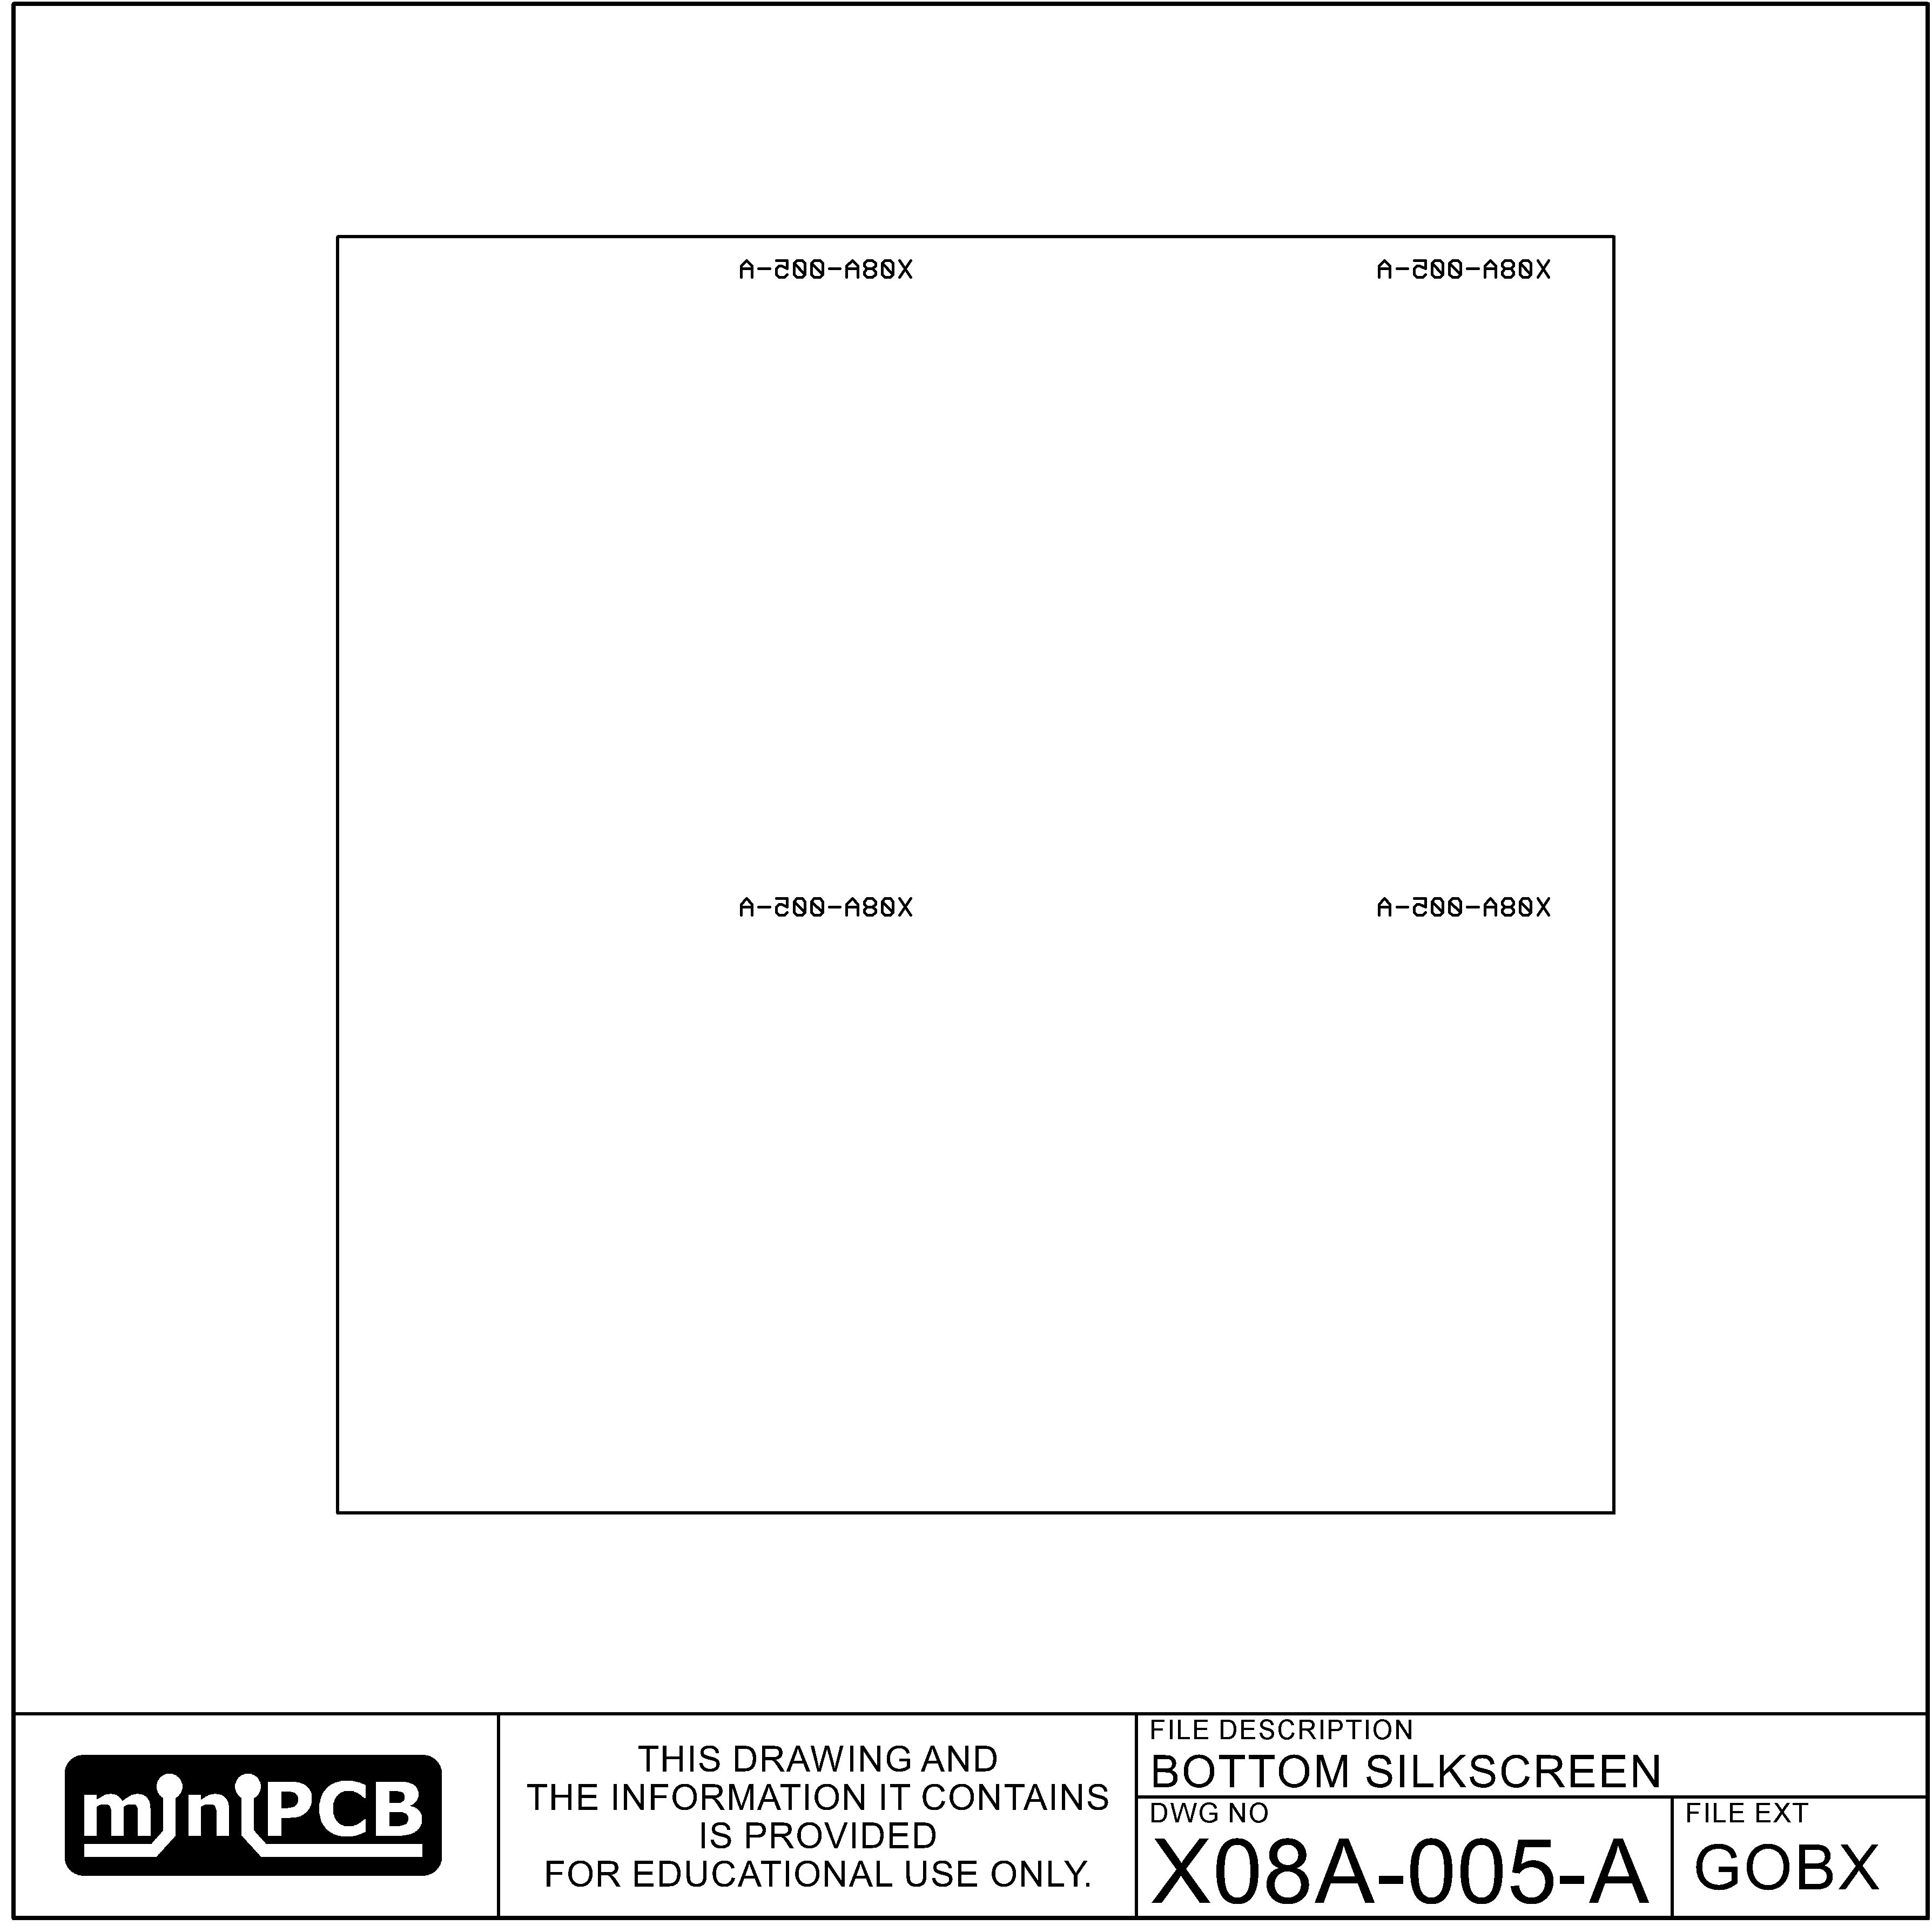 X08A-005-A X08A-005-A
X08A-005-A X08A-005-A
miniPCB
THIS DRAWING AND
THE INFORMATION IT CONTAINS
IS PROVIDED
FOR EDUCATIONAL USE ONLY.
FILE DESCRIPTION
BOTTOM SILKSCREEN
DWG NO
X08A-005-A
FILE EXT
GOBX